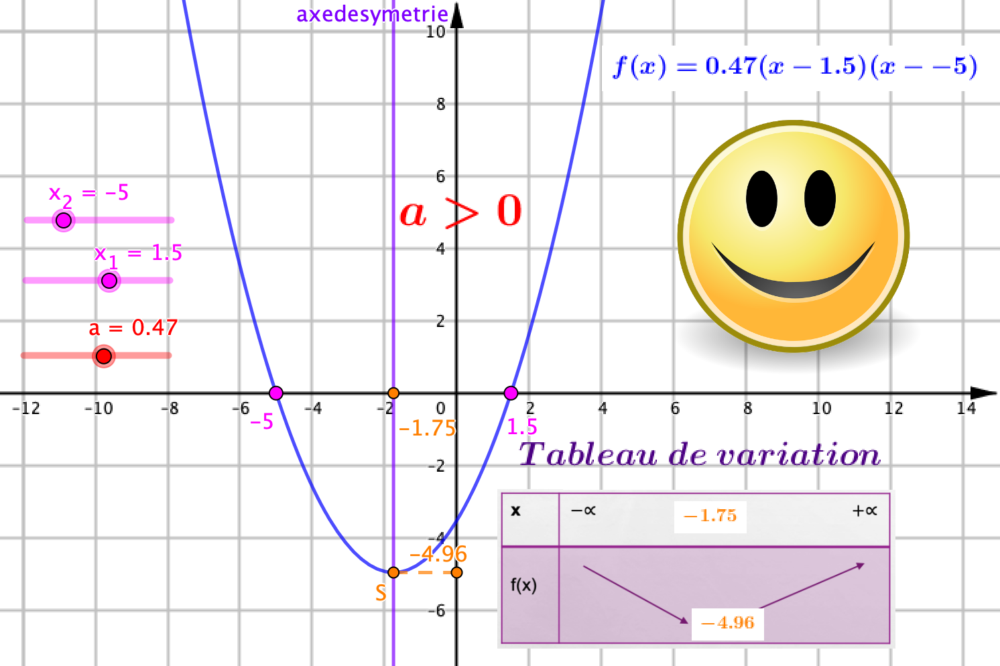 axedesymetrie
10
f(x) = 0.47(x − 1.5)(x − −5)
8
6
x₂ = −5
a > 0
4
x₁ = 1.5
2
a = 0.47
-12 -10 -8 -6 -4 -2 0 2 4 6 8 10 12 14
−5
−1.75
1.5
Tableau de variation
-2
x −∝ −1.75 +∝
-4
−4.96
S
f(x)
-6
−4.96